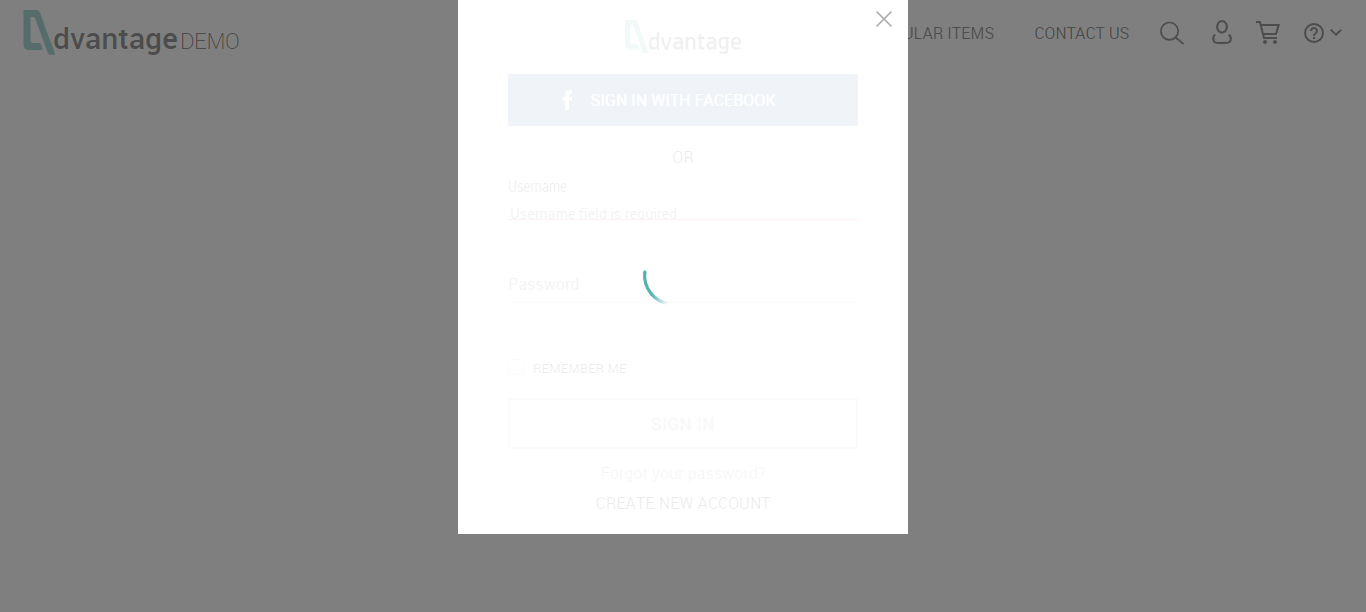 dvantage DEMO
ULAR ITEMS
CONTACT US
dvantage
SIGN IN WITH FACEBOOK
OR
Username
Username field is required
Password
REMEMBER ME
SIGN IN
Forgot your password?
CREATE NEW ACCOUNT